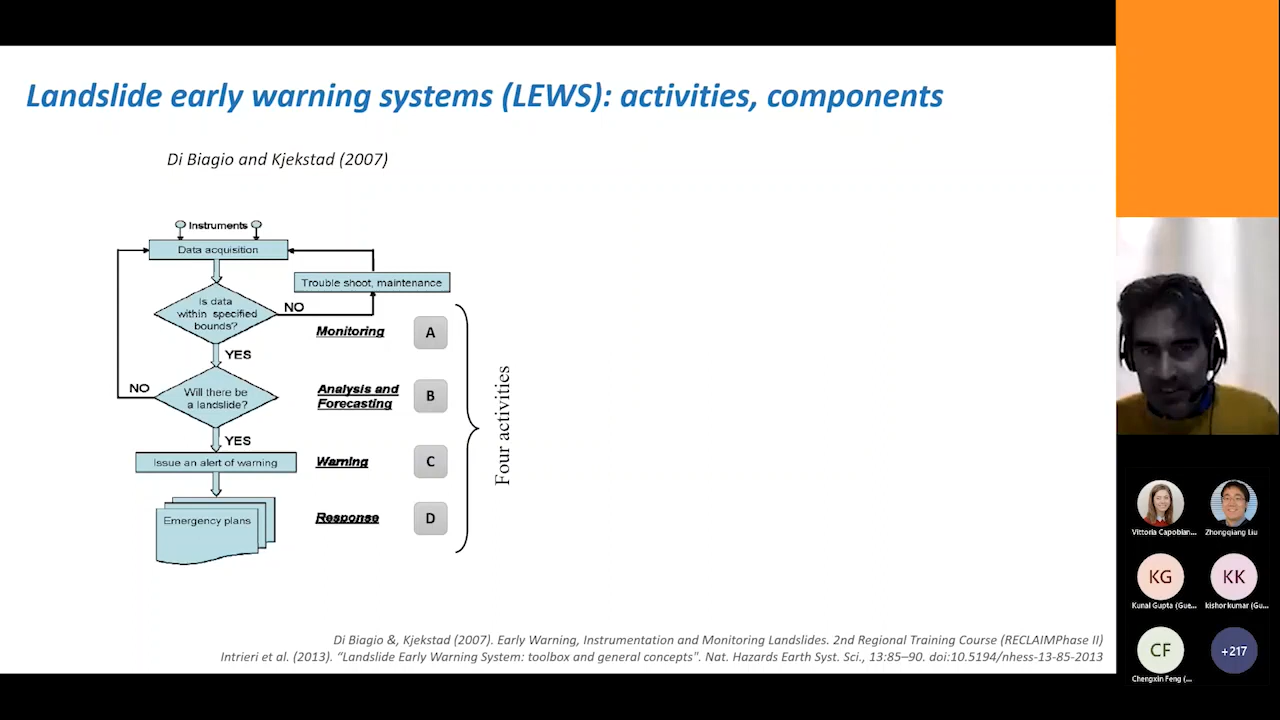 Landslide early warning systems (LEWS): activities, components
Di Biagio and Kjekstad (2007)
Instruments
Data acquisition
Trouble shoot, maintenance
Is data
within specified
bounds?
NO
YES
Monitoring
A
NO
Will there be
a landslide?
Analysis and
Forecasting
B
YES
Issue an alert of warning
Warning
C
Emergency plans
Response
D
Four activities
Di Biagio &, Kjekstad (2007). Early Warning, Instrumentation and Monitoring Landslides. 2nd Regional Training Course (RECLAIMPhase II)
Intrieri et al. (2013). “Landslide Early Warning System: toolbox and general concepts". Nat. Hazards Earth Syst. Sci., 13:85–90. doi:10.5194/nhess-13-85-2013
Vittoria Capobian...
Zhongqiang Liu
KG
KK
Kunal Gupta (Gue...
kishor kumar (Gu...
CF
+217
Chengxin Feng (...